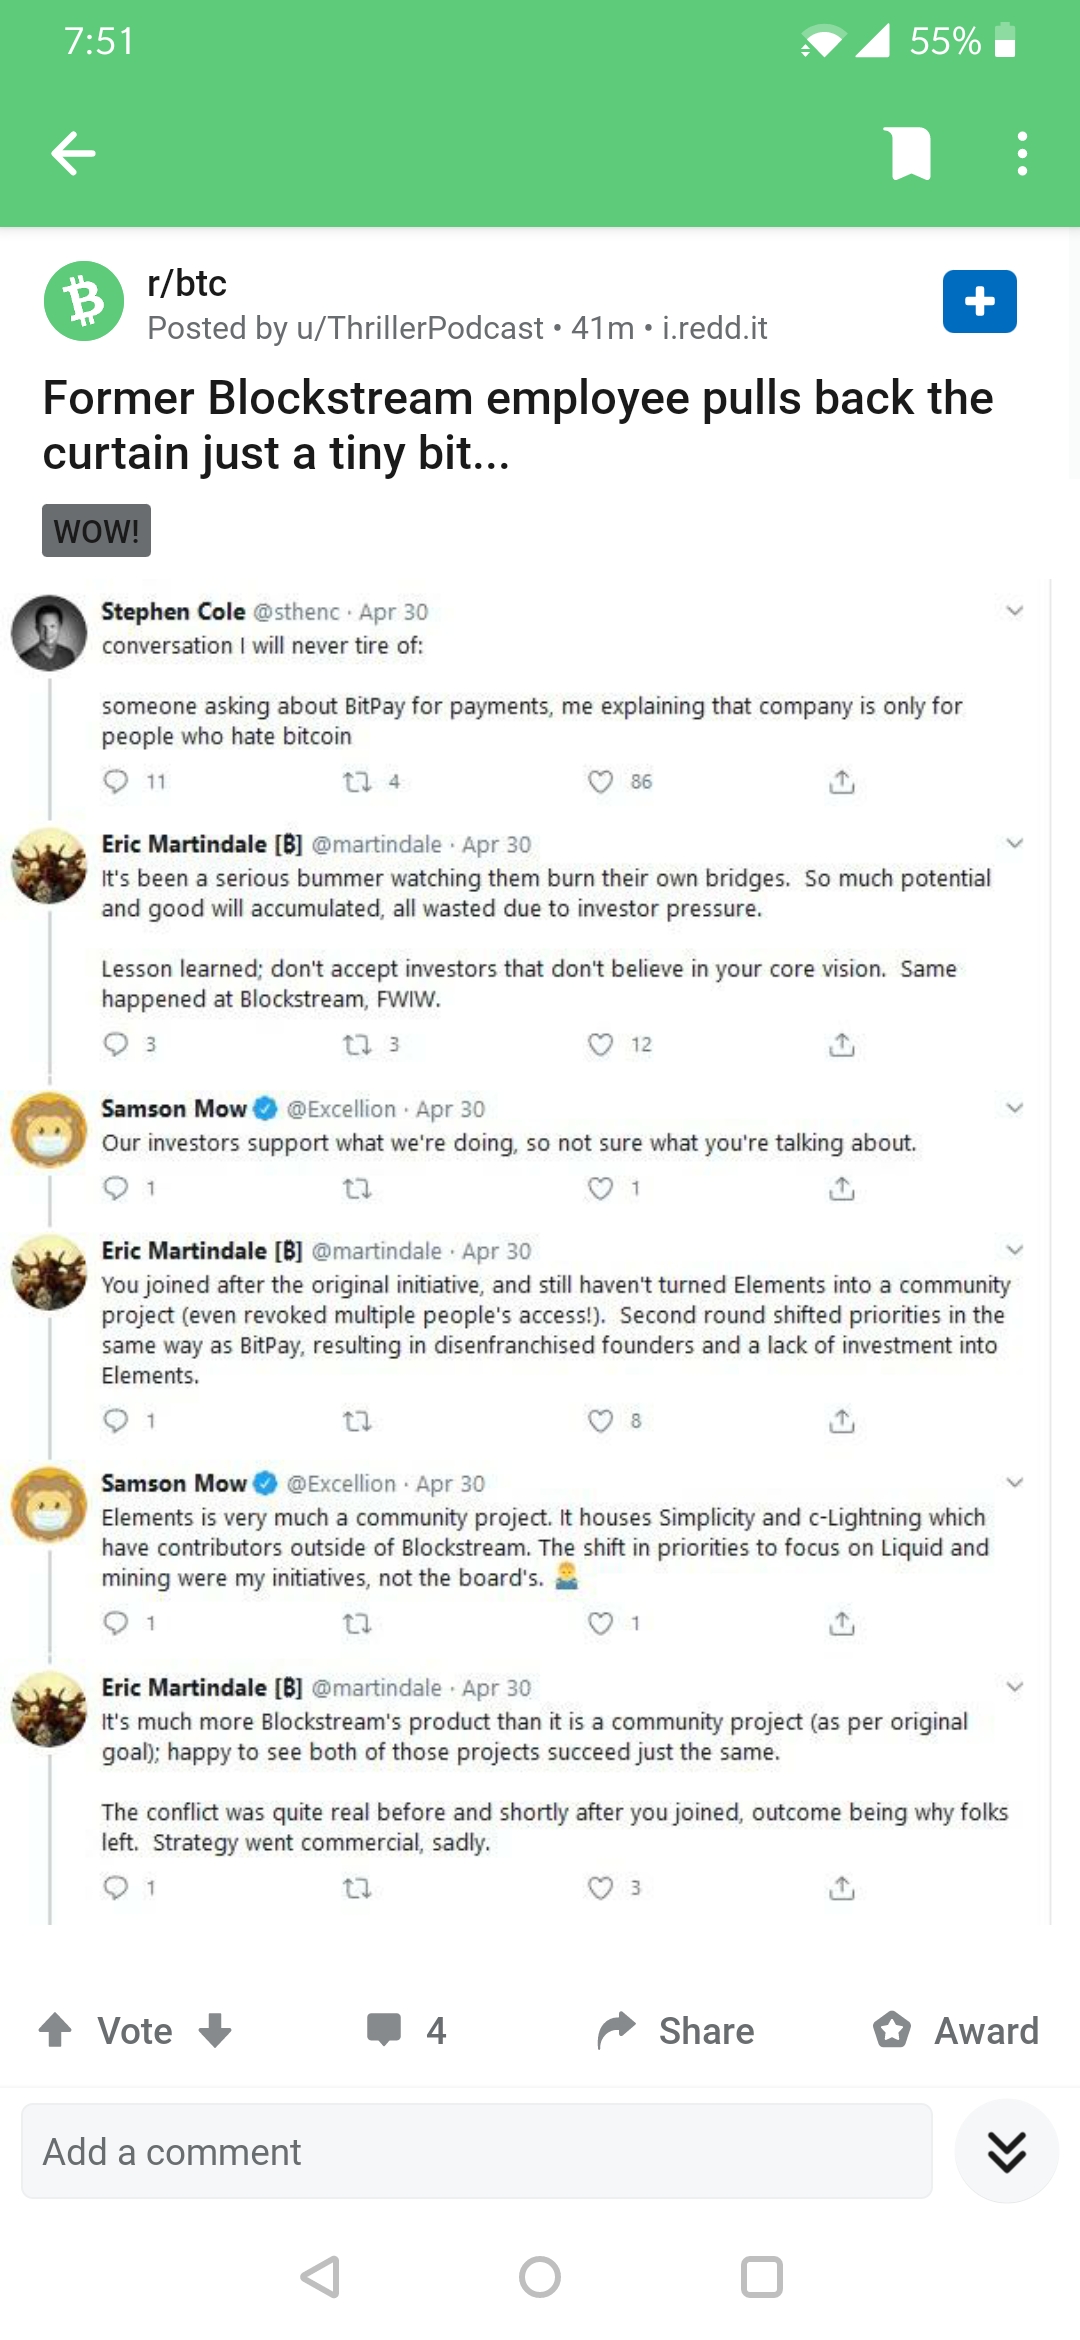 7:51
55%
r/btc
Posted by u/ThrillerPodcast • 41m • i.redd.it
Former Blockstream employee pulls back the
curtain just a tiny bit...
WOW!
Stephen Cole @sthenc · Apr 30
conversation I will never tire of:
someone asking about BitPay for payments, me explaining that company is only for
people who hate bitcoin
11 4 86
Eric Martindale [₿] @martindale · Apr 30
It's been a serious bummer watching them burn their own bridges.  So much potential
and good will accumulated, all wasted due to investor pressure.
Lesson learned; don't accept investors that don't believe in your core vision.  Same
happened at Blockstream, FWIW.
3 3 12
Samson Mow @Excellion · Apr 30
Our investors support what we're doing, so not sure what you're talking about.
1 1
Eric Martindale [₿] @martindale · Apr 30
You joined after the original initiative, and still haven't turned Elements into a community
project (even revoked multiple people's access!).  Second round shifted priorities in the
same way as BitPay, resulting in disenfranchised founders and a lack of investment into
Elements.
1 8
Samson Mow @Excellion · Apr 30
Elements is very much a community project. It houses Simplicity and c-Lightning which
have contributors outside of Blockstream. The shift in priorities to focus on Liquid and
mining were my initiatives, not the board's.
1 1
Eric Martindale [₿] @martindale · Apr 30
It's much more Blockstream's product than it is a community project (as per original
goal); happy to see both of those projects succeed just the same.
The conflict was quite real before and shortly after you joined, outcome being why folks
left.  Strategy went commercial, sadly.
1 3
Vote 4 Share Award
Add a comment